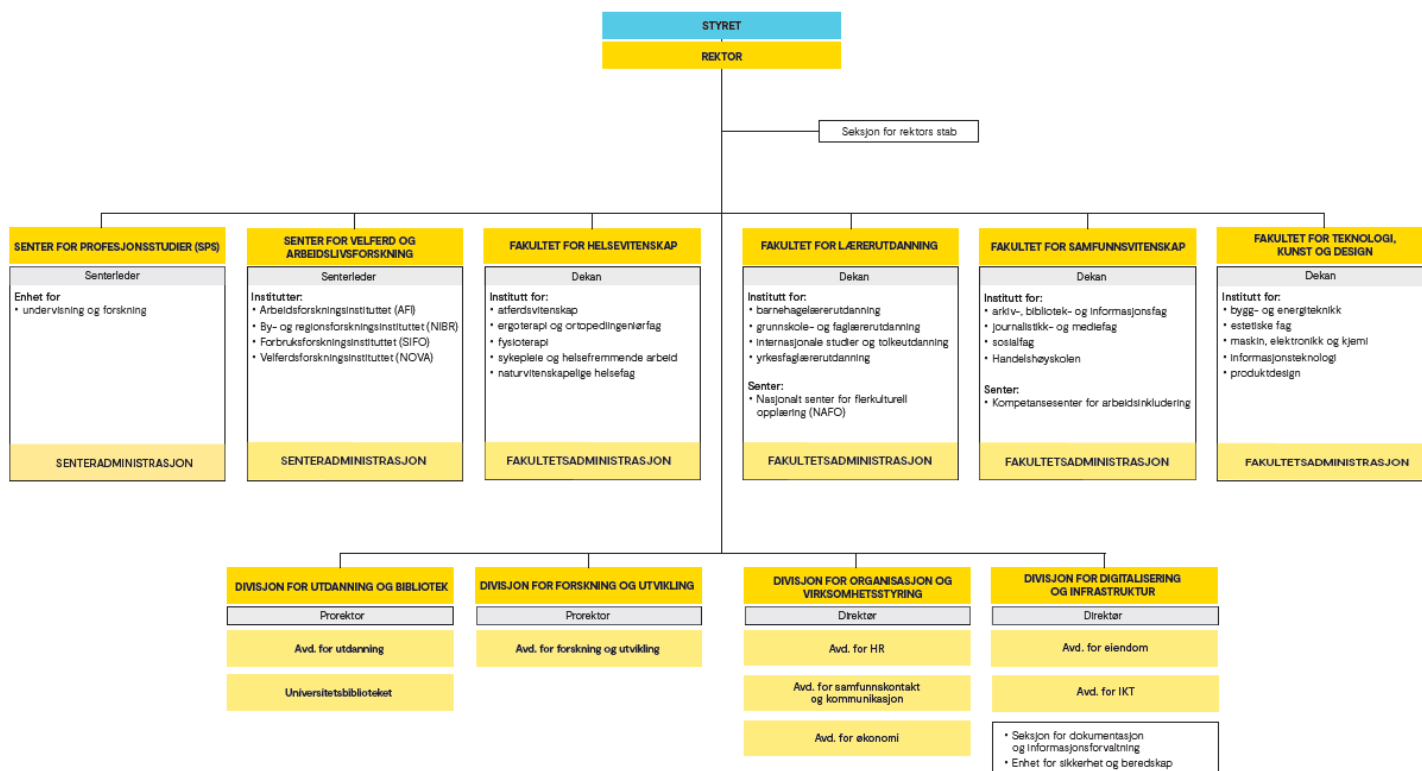 STYRET
REKTOR
Seksjon for rektors stab
SENTER FOR PROFESJONSSTUDIER (SPS)
Senterleder
Enhet for
• undervisning og forskning
SENTERADMINISTRASJON
SENTER FOR VELFERD OG
ARBEIDSLIVSFORSKNING
Senterleder
Institutter:
• Arbeidsforskningsinstituttet (AFI)
• By- og regionsforskningsinstituttet (NIBR)
• Forbruksforskningsinstituttet (SIFO)
• Velferdsforskningsinstituttet (NOVA)
SENTERADMINISTRASJON
FAKULTET FOR HELSEVITENSKAP
Dekan
Institutt for:
• atferdsvitenskap
• ergoterapi og ortopediingeniørfag
• fysioterapi
• sykepleie og helsefremmende arbeid
• naturvitenskapelige helsefag
FAKULTETSADMINISTRASJON
FAKULTET FOR LÆRERUTDANNING
Dekan
Institutt for:
• barnehagelærerutdanning
• grunnskole- og faglærerutdanning
• internasjonale studier og tolkeutdanning
• yrkesfaglærerutdanning
Senter:
• Nasjonalt senter for flerkulturell
opplæring (NAFO)
FAKULTETSADMINISTRASJON
FAKULTET FOR SAMFUNNSVITENSKAP
Dekan
Institutt for:
• arkiv-, bibliotek- og informasjonsfag
• journalistikk- og mediefag
• sosialfag
• Handelshøyskolen
Senter:
• Kompetansesenter for arbeidsinkludering
FAKULTETSADMINISTRASJON
FAKULTET FOR TEKNOLOGI,
KUNST OG DESIGN
Dekan
Institutt for:
• bygg- og energiteknikk
• estetiske fag
• maskin, elektronikk og kjemi
• informasjonsteknologi
• produktdesign
FAKULTETSADMINISTRASJON
DIVISJON FOR UTDANNING OG BIBLIOTEK
Prorektor
Avd. for utdanning
Universitetsbiblioteket
DIVISJON FOR FORSKNING OG UTVIKLING
Prorektor
Avd. for forskning og utvikling
DIVISJON FOR ORGANISASJON OG
VIRKSOMHETSSTYRING
Direktør
Avd. for HR
Avd. for samfunnskontakt
og kommunikasjon
Avd. for økonomi
DIVISJON FOR DIGITALISERING
OG INFRASTRUKTUR
Direktør
Avd. for eiendom
Avd. for IKT
• Seksjon for dokumentasjon
og informasjonsforvaltning
• Enhet for sikkerhet og beredskap